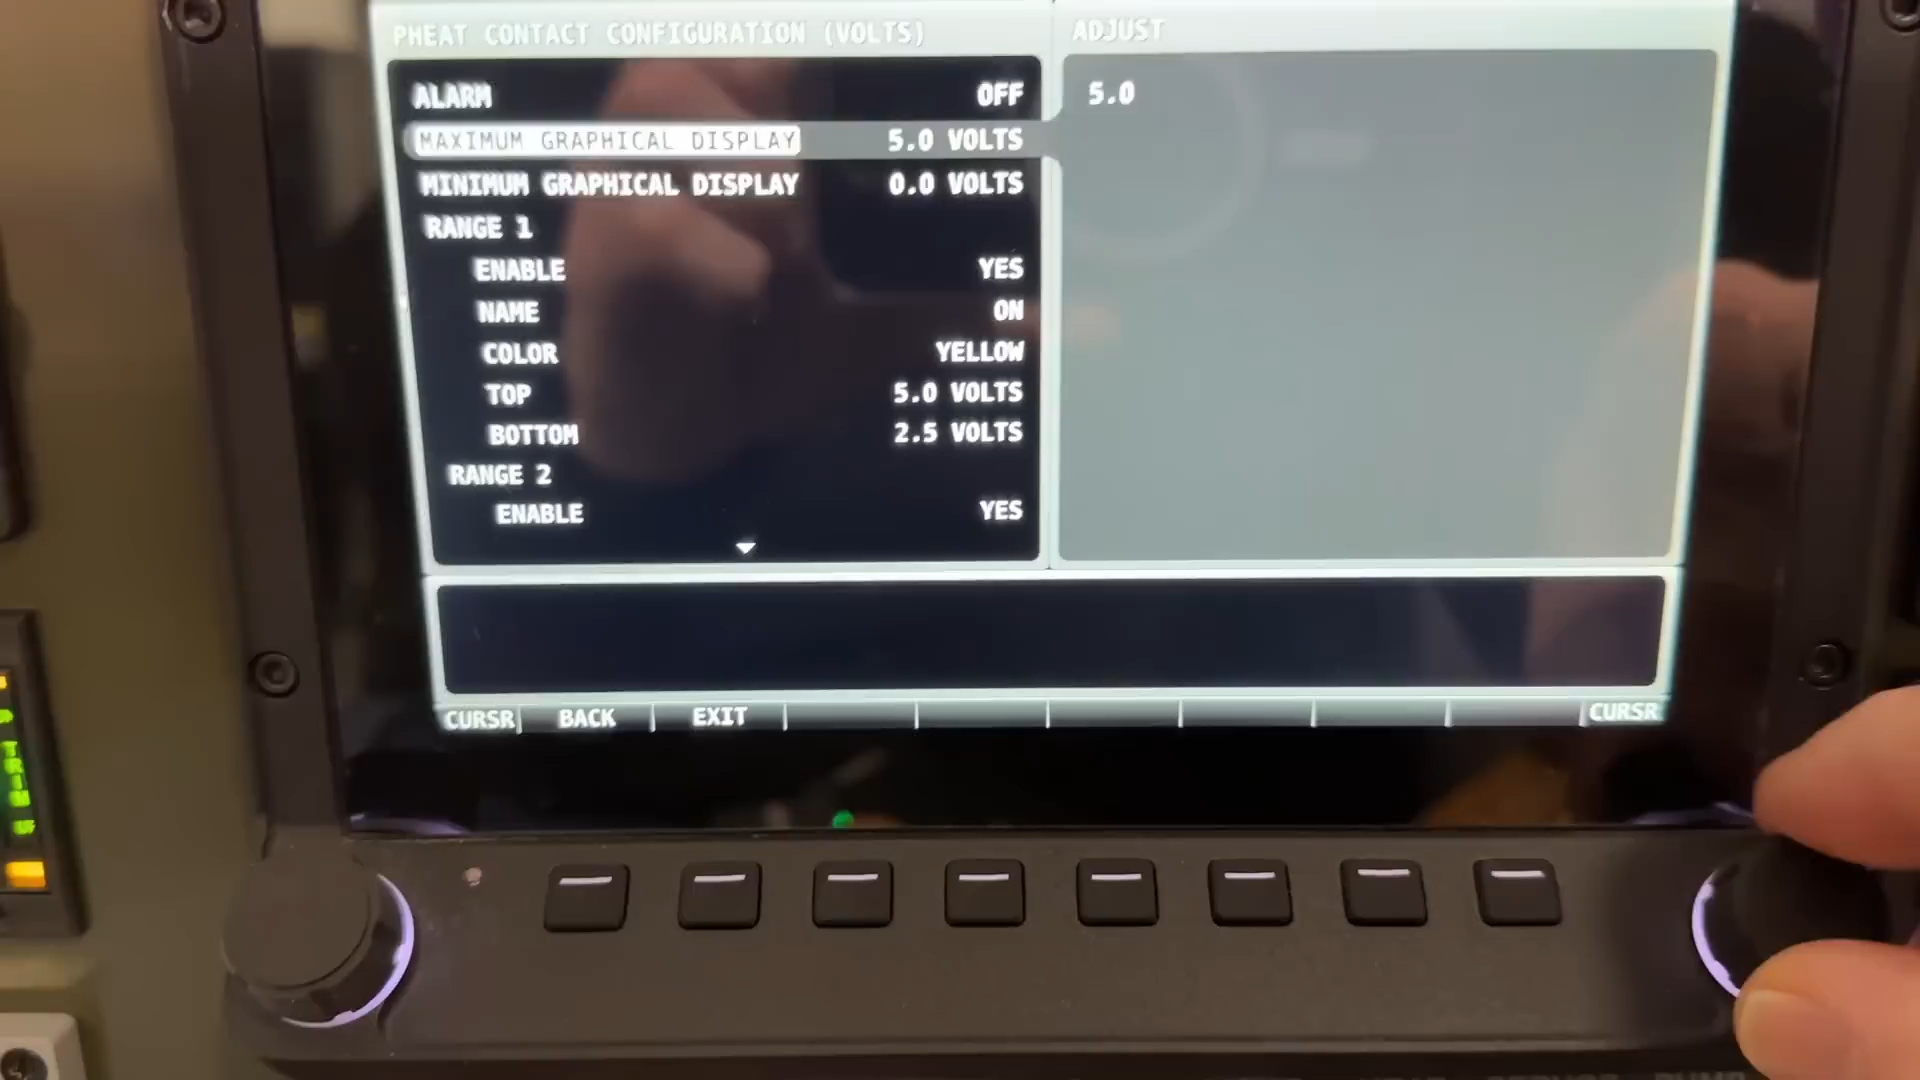 PHEAT CONTACT CONFIGURATION (VOLTS)
ADJUST
ALARM OFF
5.0
MAXIMUM GRAPHICAL DISPLAY 5.0 VOLTS
MINIMUM GRAPHICAL DISPLAY 0.0 VOLTS
RANGE 1
ENABLE YES
NAME ON
COLOR YELLOW
TOP 5.0 VOLTS
BOTTOM 2.5 VOLTS
RANGE 2
ENABLE YES
CURSR BACK EXIT CURSR
TRIM